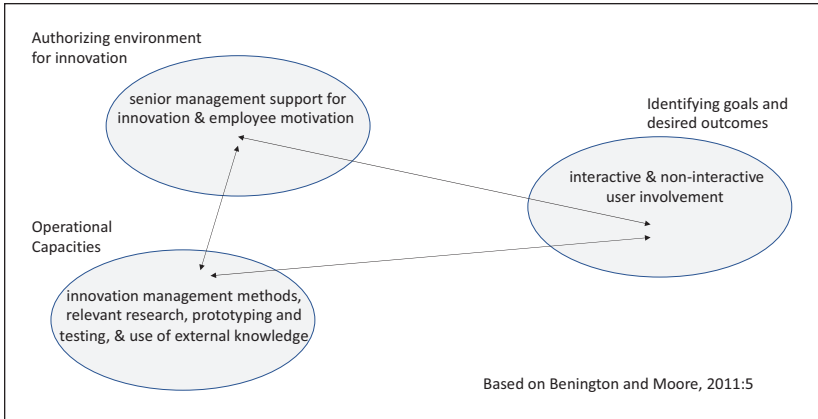 Authorizing environment
for innovation
senior management support for
innovation & employee motivation
Identifying goals and
desired outcomes
interactive & non-interactive
user involvement
Operational
Capacities
innovation management methods,
relevant research, prototyping and
testing, & use of external knowledge
Based on Benington and Moore, 2011:5